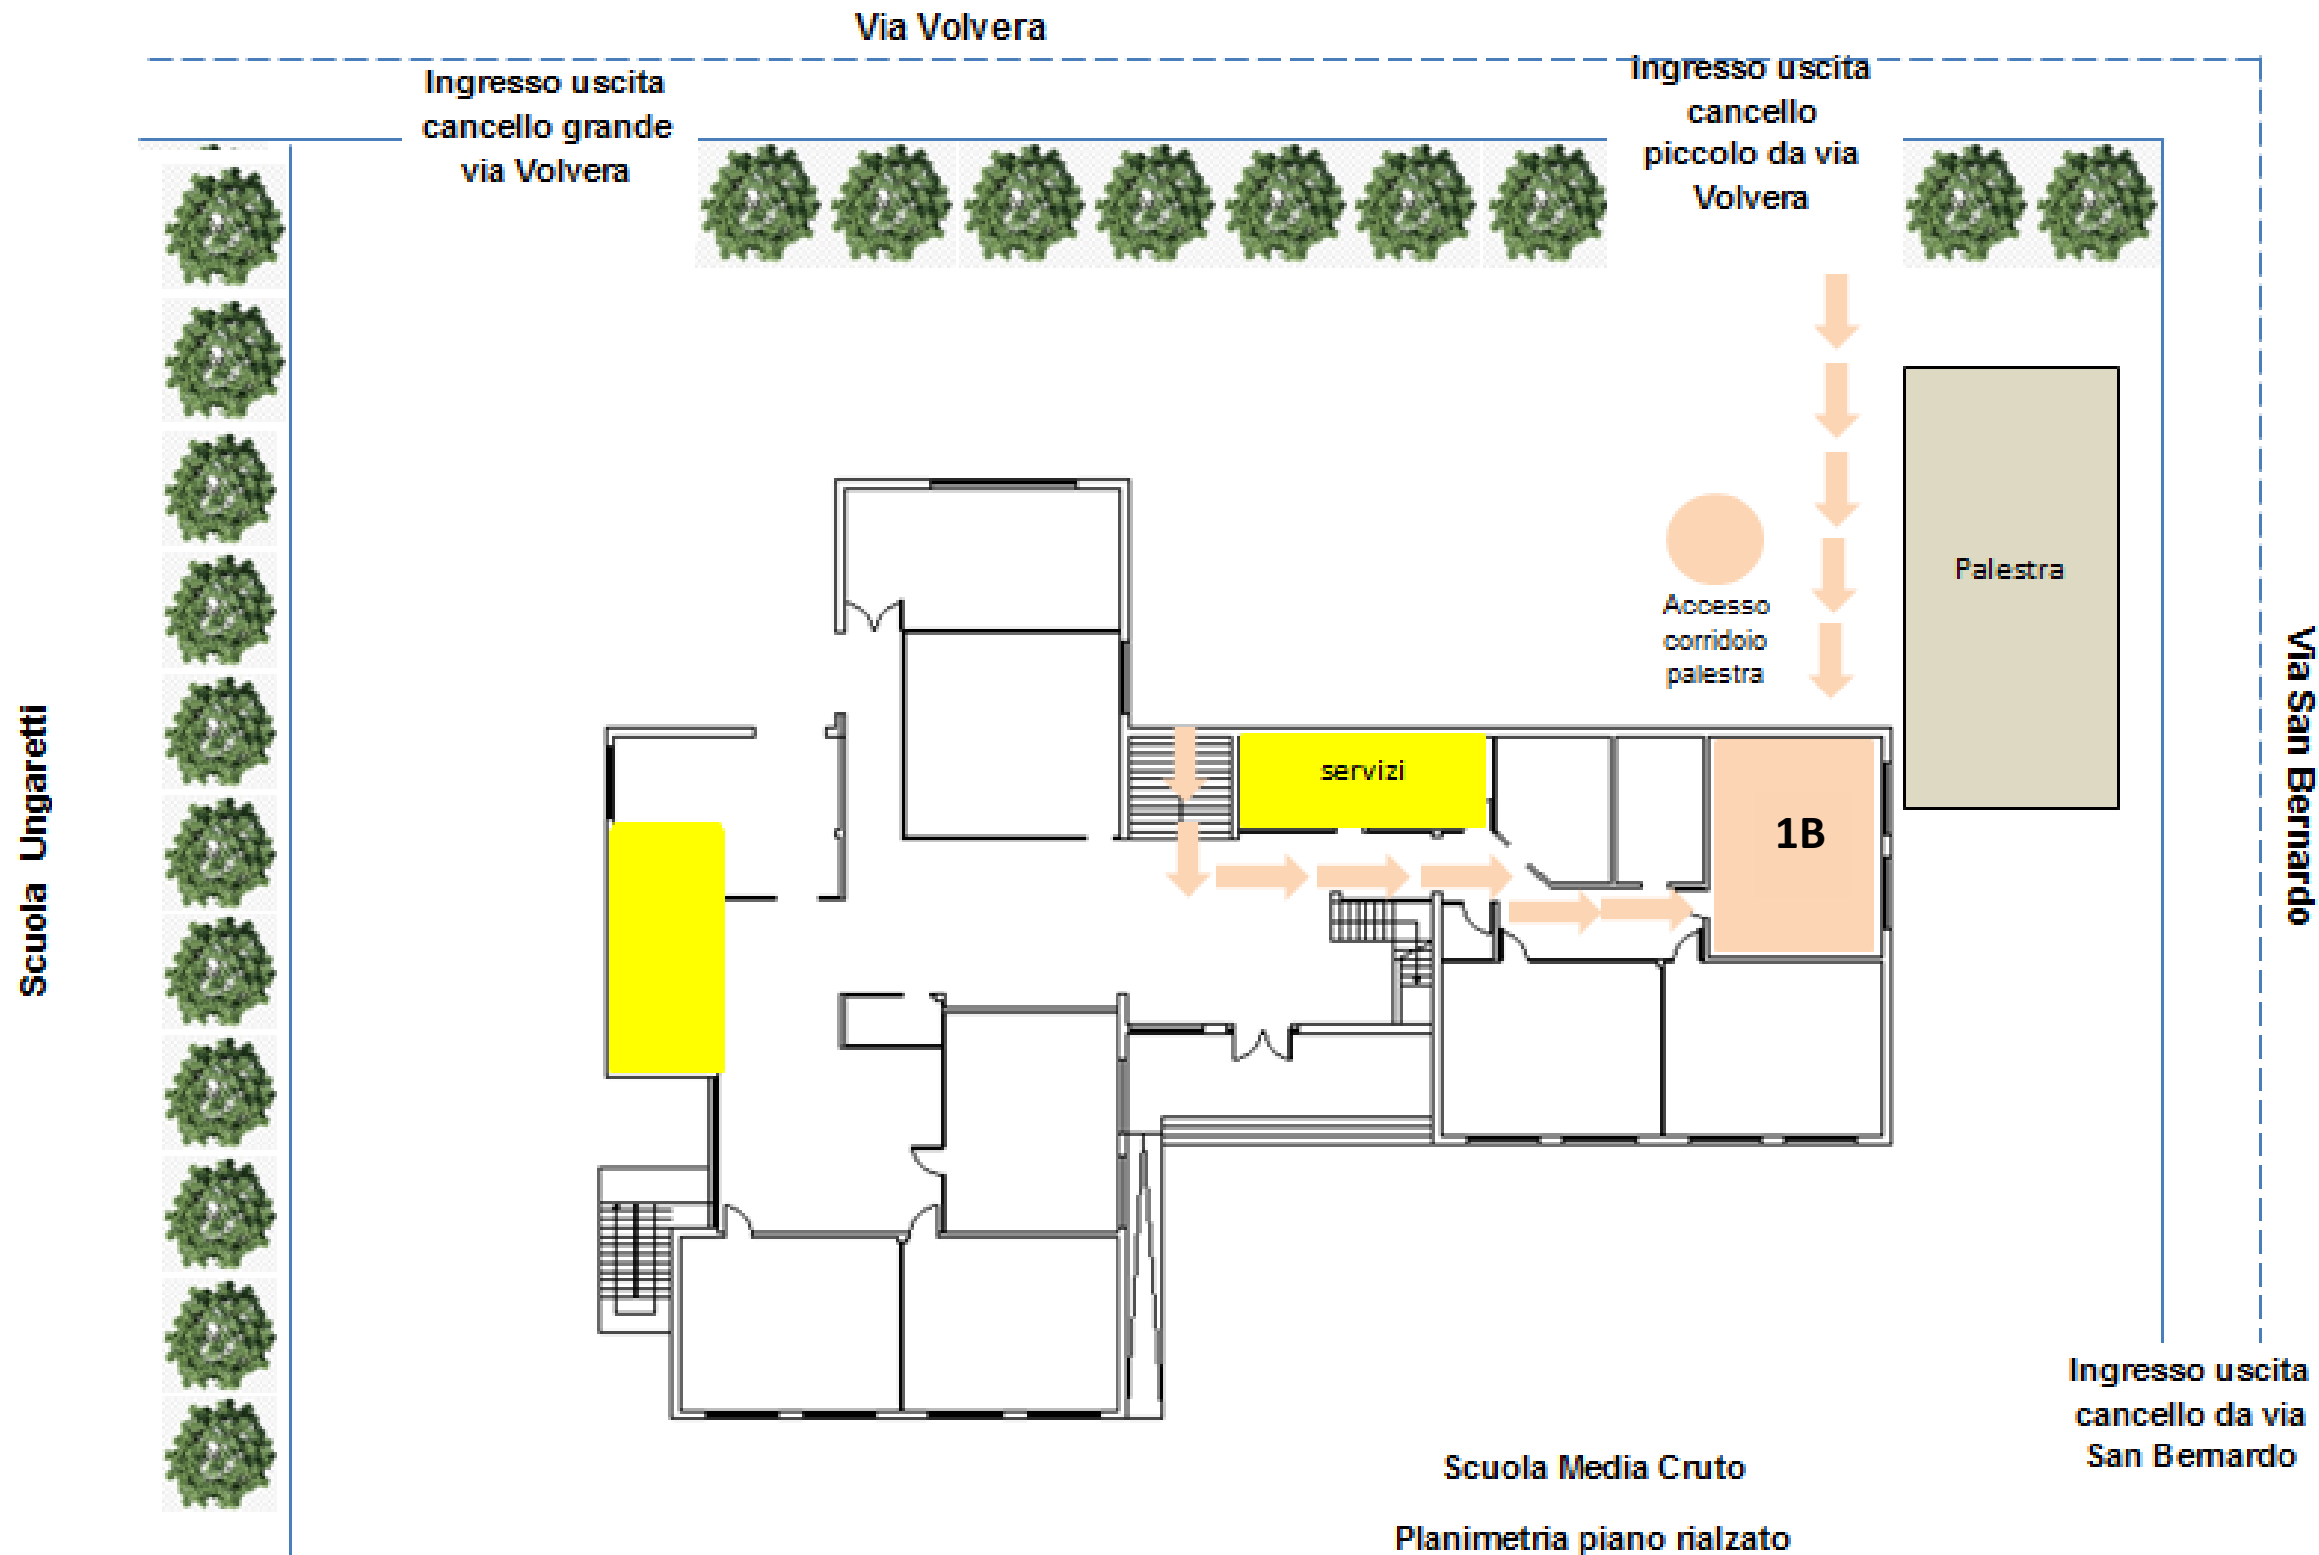 Via Volvera
Ingresso uscita
cancello grande
via Volvera
Ingresso uscita
cancello
piccolo da via
Volvera
Palestra
Accesso
corridoio
palestra
Via San Bernardo
Scuola Ungaretti
servizi
1B
Ingresso uscita
cancello da via
San Bernardo
Scuola Media Cruto
Planimetria piano rialzato